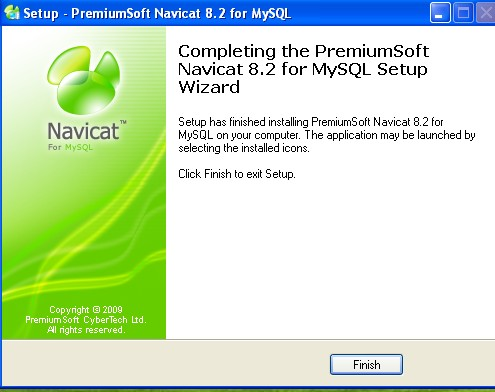 Setup - PremiumSoft Navicat 8.2 for MySQL
Completing the PremiumSoft
Navicat 8.2 for MySQL Setup
Wizard
Setup has finished installing PremiumSoft Navicat 8.2 for
MySQL on your computer. The application may be launched by
selecting the installed icons.
Click Finish to exit Setup.
Navicat™
For MySQL
Copyright © 2009
PremiumSoft CyberTech Ltd.
All rights reserved.
Finish